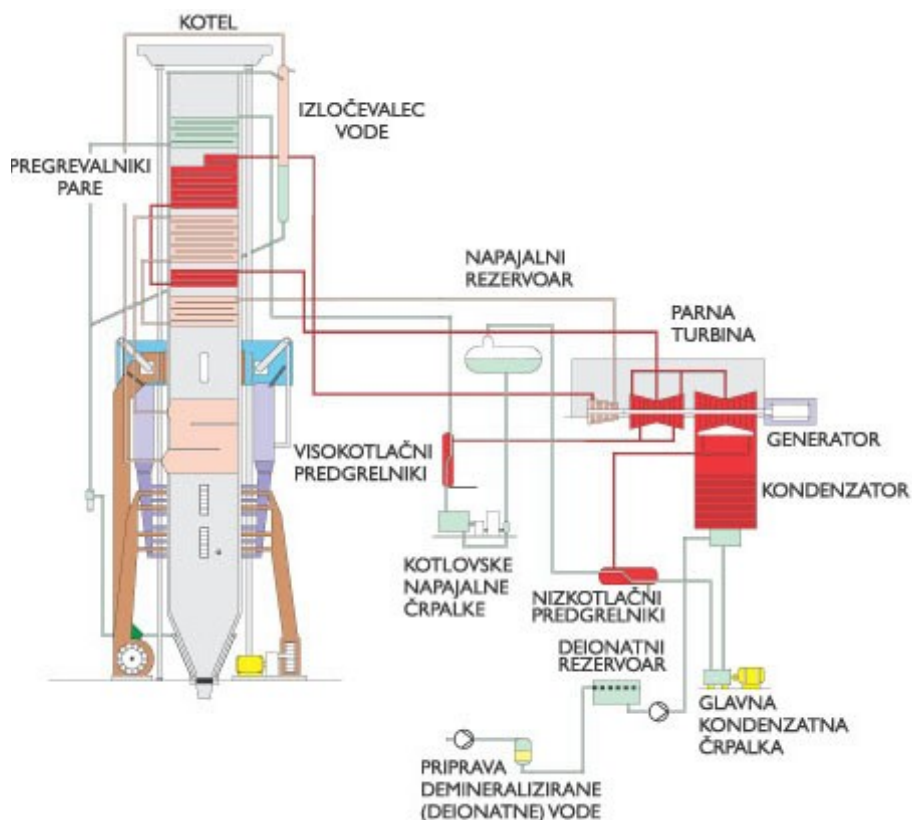 KOTEL
IZLOČEVALEC
VODE
PREGREVALNIKI
PARE
NAPAJALNI
REZERVOAR
PARNA
TURBINA
GENERATOR
VISOKOTLAČNI
PREDGRELNIKI
KONDENZATOR
KOTLOVSKE
NAPAJALNE
ČRPALKE
NIZKOTLAČNI
PREDGRELNIKI
DEIONATNI
REZERVOAR
GLAVNA
KONDENZATNA
ČRPALKA
PRIPRAVA
DEMINERALIZIRANE
(DEIONATNE) VODE